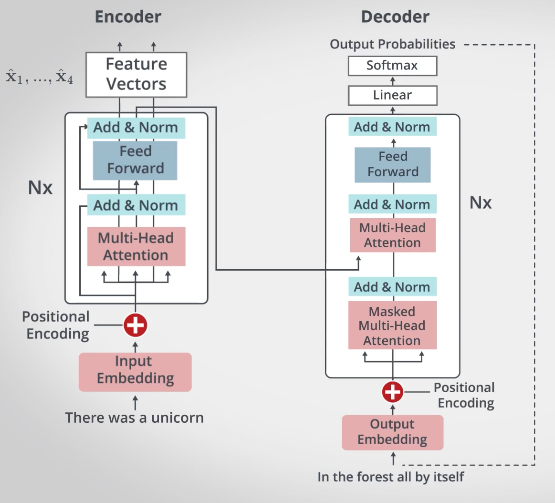 Encoder
x̂₁, ..., x̂₄
Feature
Vectors
Add & Norm
Feed
Forward
Nx
Add & Norm
Multi-Head
Attention
Positional
Encoding
Input
Embedding
There was a unicorn
Decoder
Output Probabilities
Softmax
Linear
Add & Norm
Feed
Forward
Add & Norm
Nx
Multi-Head
Attention
Add & Norm
Masked
Multi-Head
Attention
Positional
Encoding
Output
Embedding
In the forest all by itself